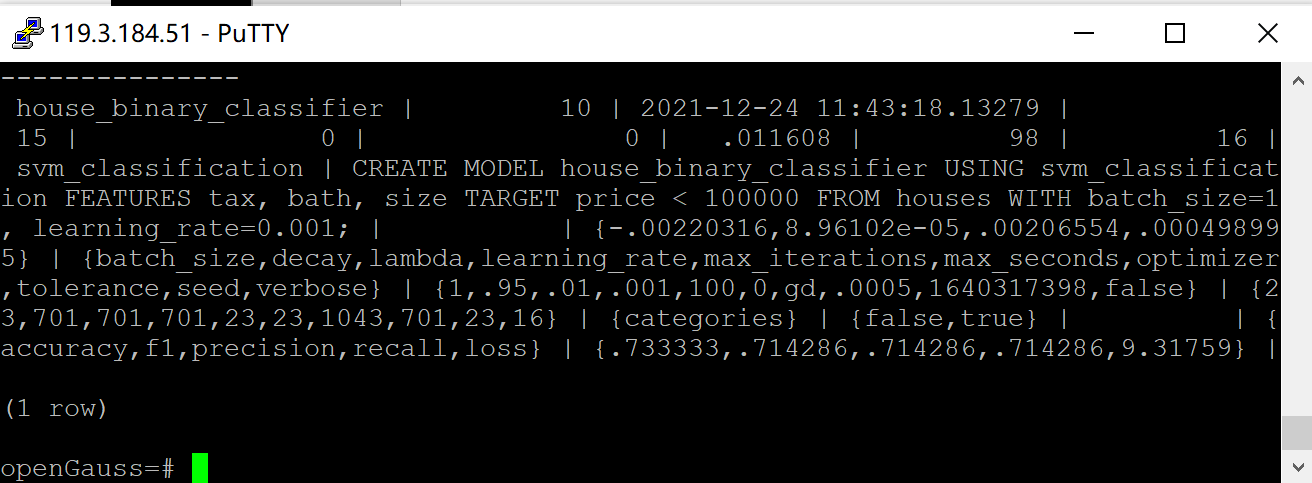 119.3.184.51 - PuTTY
---------------
house_binary_classifier |         10 | 2021-12-24 11:43:18.13279 |
15 |               0 |                0 |   .011608 |         98 |         16 |
svm_classification | CREATE MODEL house_binary_classifier USING svm_classificat
ion FEATURES tax, bath, size TARGET price < 100000 FROM houses WITH batch_size=1
, learning_rate=0.001; |           | {-.00220316,8.96102e-05,.00206554,.00049899
5} | {batch_size,decay,lambda,learning_rate,max_iterations,max_seconds,optimizer
,tolerance,seed,verbose} | {1,.95,.01,.001,100,0,gd,.0005,1640317398,false} | {2
3,701,701,701,23,23,1043,701,23,16} | {categories} | {false,true} |          | {
accuracy,f1,precision,recall,loss} | {.733333,.714286,.714286,.714286,9.31759} |
(1 row)
openGauss=#